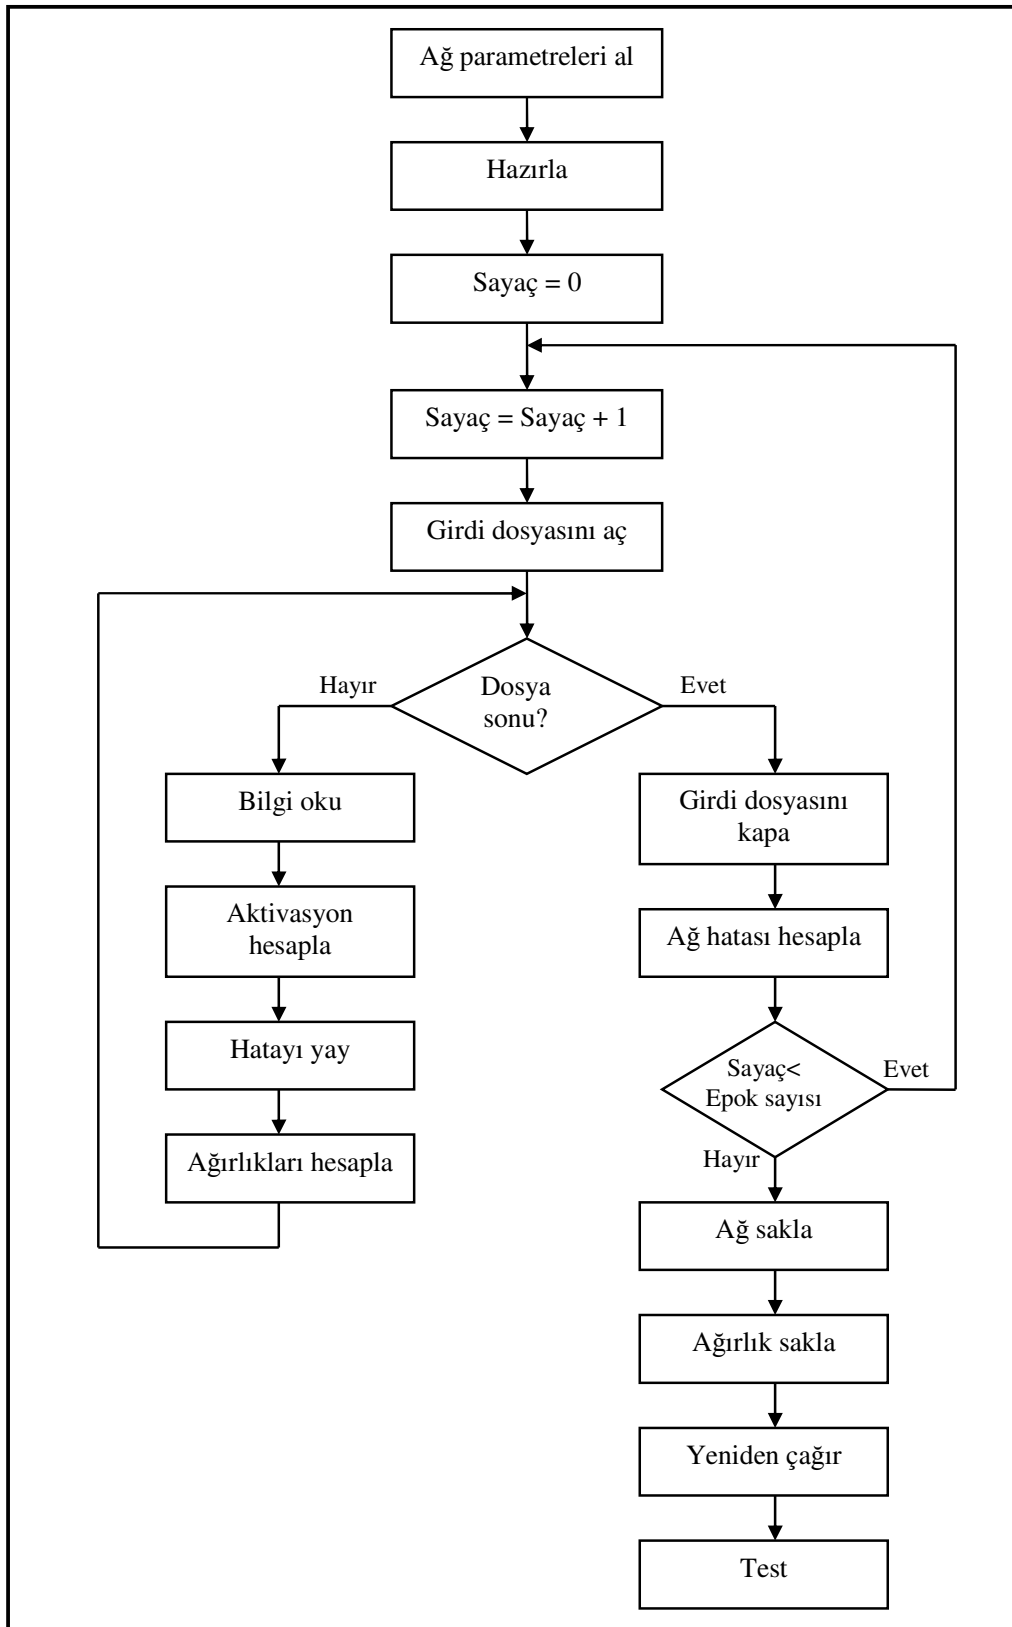 Ağ parametreleri al
Hazırla
Sayaç = 0
Sayaç = Sayaç + 1
Girdi dosyasını aç
Hayır
Dosya
sonu?
Evet
Bilgi oku
Aktivasyon
hesapla
Hatayı yay
Ağırlıkları hesapla
Girdi dosyasını
kapa
Ağ hatası hesapla
Sayaç<
Epok sayısı
Evet
Hayır
Ağ sakla
Ağırlık sakla
Yeniden çağır
Test